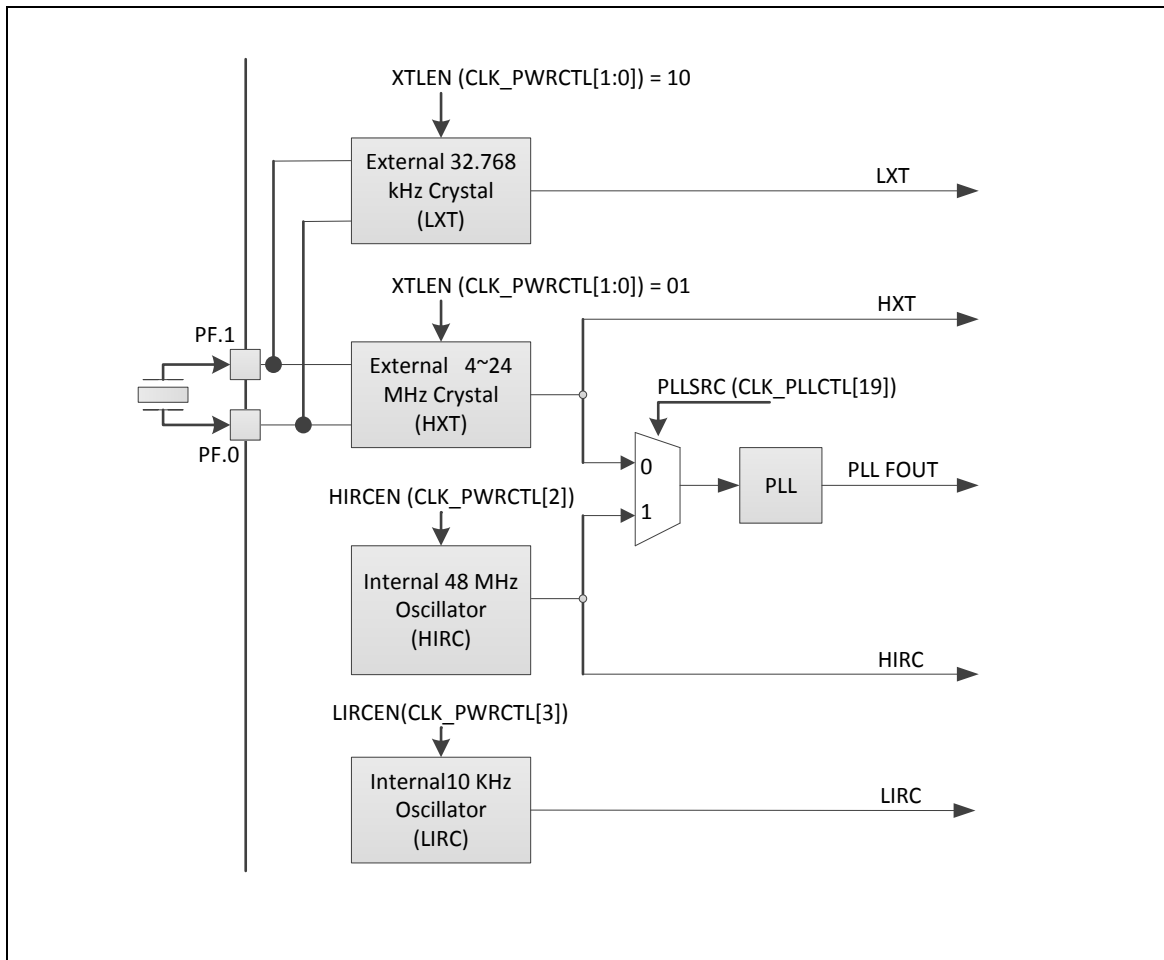 XTLEN (CLK_PWRCTL[1:0]) = 10
External 32.768
kHz Crystal
(LXT)
LXT
XTLEN (CLK_PWRCTL[1:0]) = 01
HXT
PF.1
External 4~24
MHz Crystal
(HXT)
PLLSRC (CLK_PLLCTL[19])
PF.0
0
1
PLL
PLL FOUT
HIRCEN (CLK_PWRCTL[2])
Internal 48 MHz
Oscillator
(HIRC)
HIRC
LIRCEN(CLK_PWRCTL[3])
Internal10 KHz
Oscillator
(LIRC)
LIRC